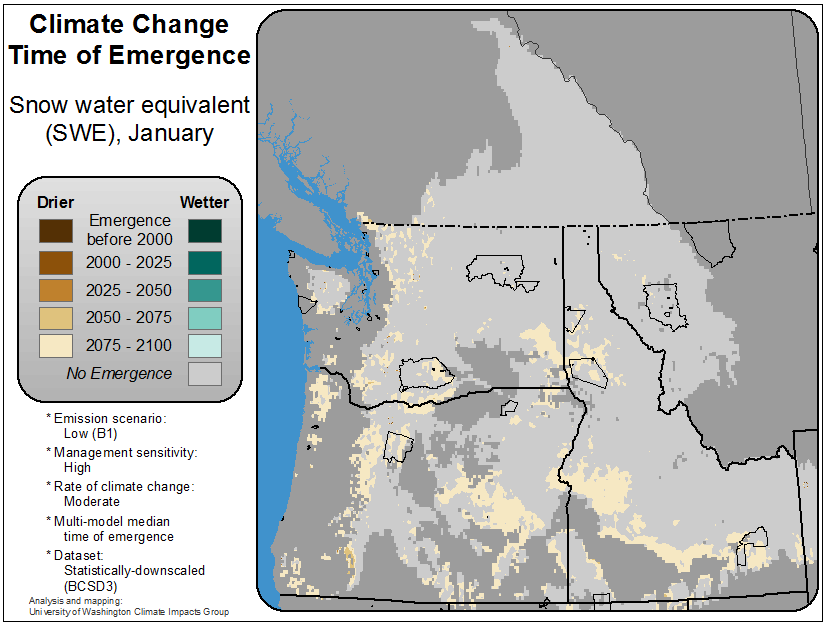 Climate Change
Time of Emergence
Snow water equivalent
(SWE), January
Drier
Wetter
Emergence
before 2000
2000 - 2025
2025 - 2050
2050 - 2075
2075 - 2100
No Emergence
* Emission scenario:
Low (B1)
* Management sensitivity:
High
* Rate of climate change:
Moderate
* Multi-model median
time of emergence
* Dataset:
Statistically-downscaled
(BCSD3)
Analysis and mapping:
University of Washington Climate Impacts Group